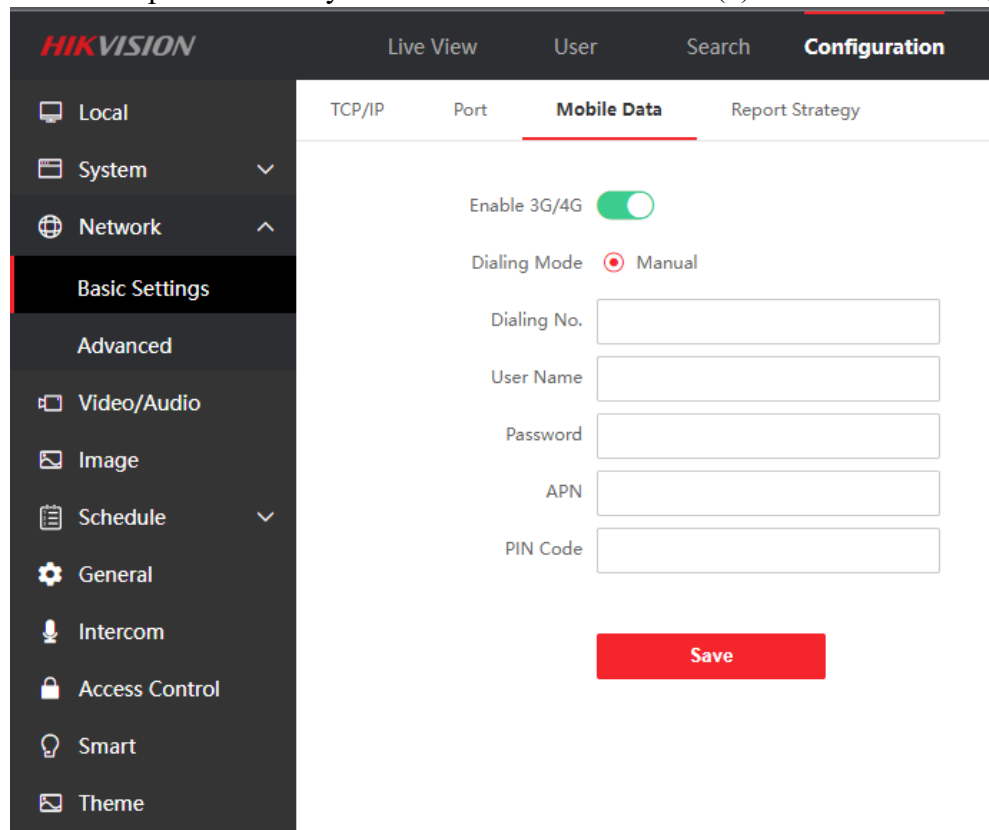 HIKVISION
Live View User Search Configuration
Local
System
Network
Basic Settings
Advanced
Video/Audio
Image
Schedule
General
Intercom
Access Control
Smart
Theme
TCP/IP Port Mobile Data Report Strategy
Enable 3G/4G
Dialing Mode Manual
Dialing No.
User Name
Password
APN
PIN Code
Save